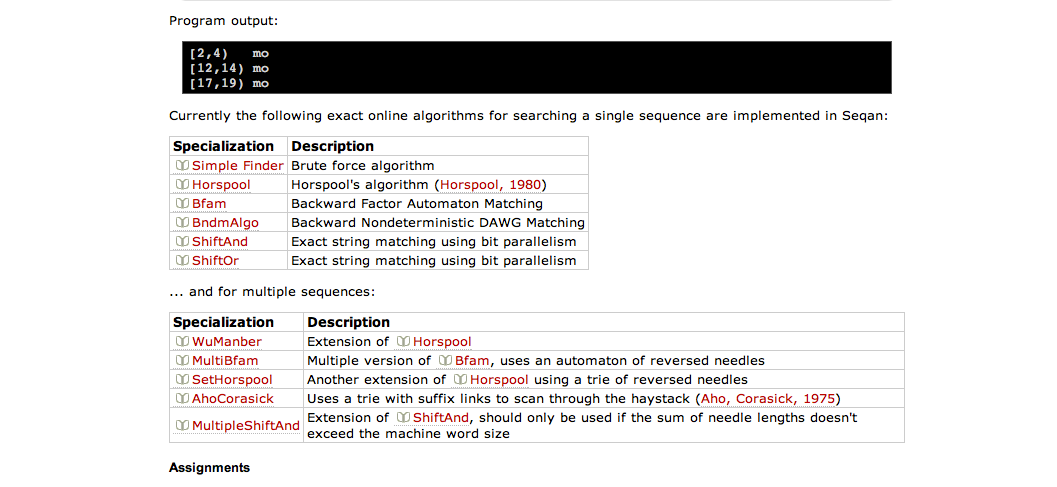 Program output:
[2,4) mo
[12,14) mo
[17,19) mo
Currently the following exact online algorithms for searching a single sequence are implemented in Seqan:
Specialization Description
Simple Finder Brute force algorithm
Horspool Horspool's algorithm (Horspool, 1980)
Bfam Backward Factor Automaton Matching
BndmAlgo Backward Nondeterministic DAWG Matching
ShiftAnd Exact string matching using bit parallelism
ShiftOr Exact string matching using bit parallelism
... and for multiple sequences:
Specialization Description
WuManber Extension of Horspool
MultiBfam Multiple version of Bfam, uses an automaton of reversed needles
SetHorspool Another extension of Horspool using a trie of reversed needles
AhoCorasick Uses a trie with suffix links to scan through the haystack (Aho, Corasick, 1975)
MultipleShiftAnd Extension of ShiftAnd, should only be used if the sum of needle lengths doesn't
exceed the machine word size
Assignments